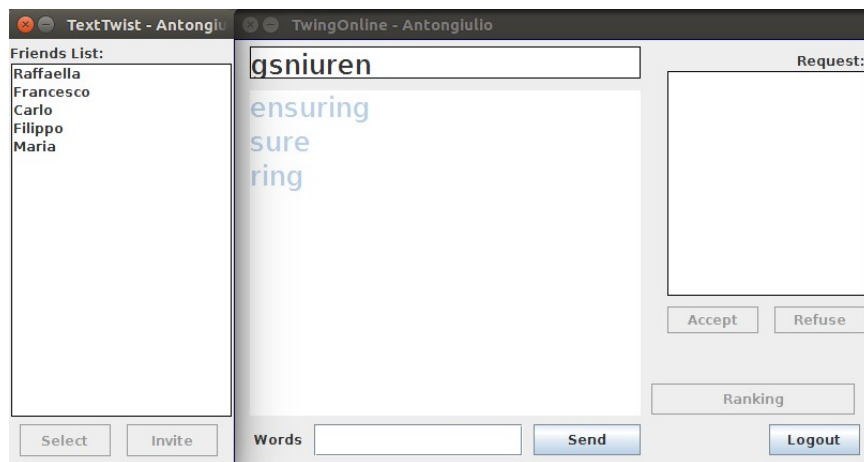 TextTwist - Antongiu
Friends List:
Raffaella
Francesco
Carlo
Filippo
Maria
Select
Invite
TwingOnline - Antongiulio
gsniuren
ensuring
sure
ring
Words
Send
Request:
Accept
Refuse
Ranking
Logout